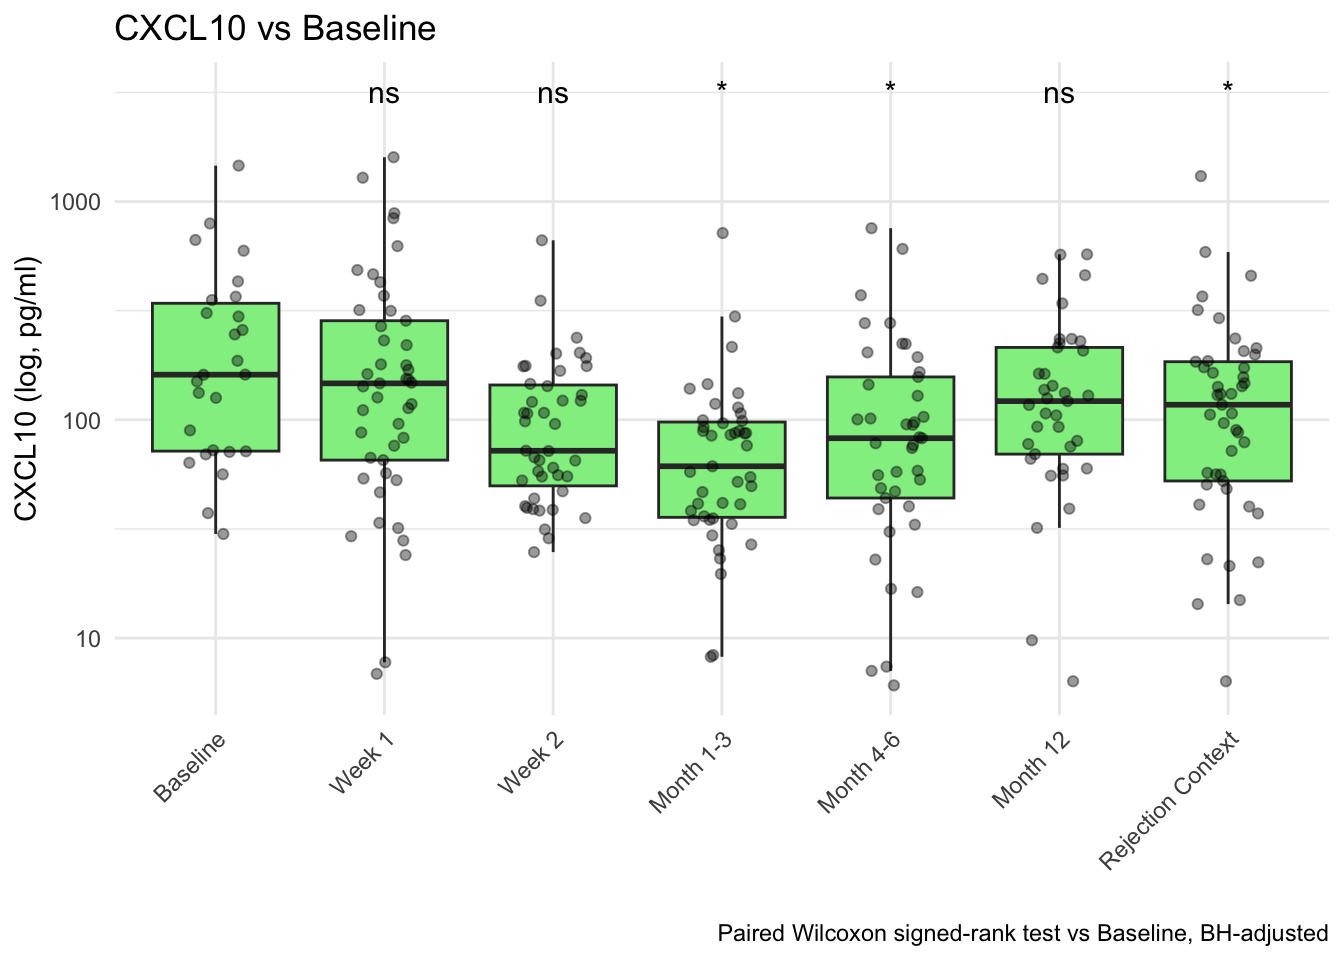 CXCL10 vs Baseline
ns ns * * ns *
CXCL10 (log, pg/ml)
1000
100
10
Baseline
Week 1
Week 2
Month 1-3
Month 4-6
Month 12
Rejection Context
Paired Wilcoxon signed-rank test vs Baseline, BH-adjusted